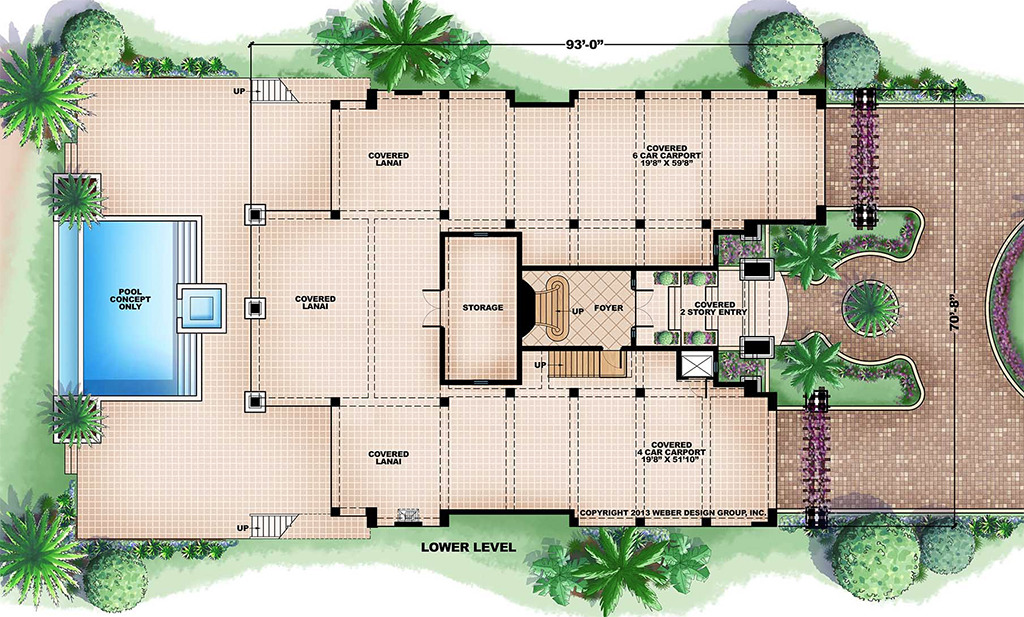 93'-0"
UP
COVERED
LANAI
COVERED
6 CAR CARPORT
19'8" X 59'8"
POOL
CONCEPT
ONLY
COVERED
LANAI
STORAGE
UP
FOYER
COVERED
2 STORY ENTRY
70'-8"
UP
COVERED
LANAI
COVERED
4 CAR CARPORT
19'8" X 51'10"
UP
COPYRIGHT 2013 WEBER DESIGN GROUP, INC.
LOWER LEVEL